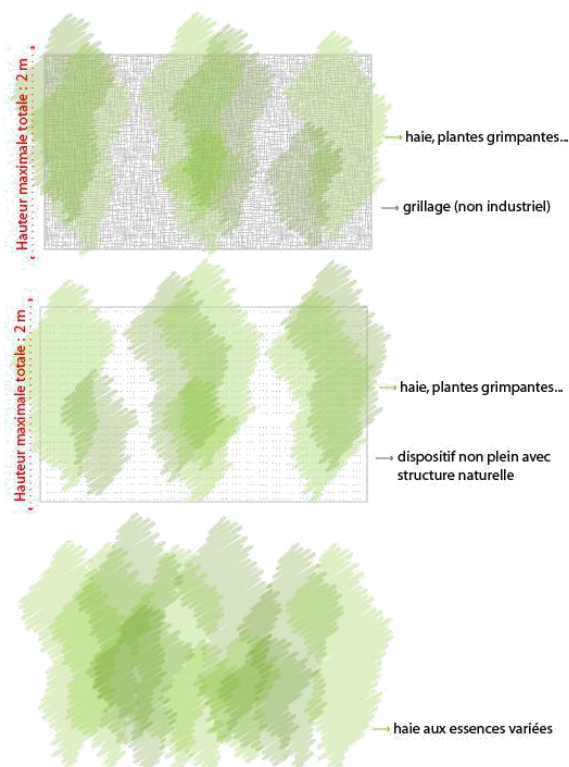 Hauteur maximale totale : 2 m
haie, plantes grimpantes...
grillage (non industriel)
Hauteur maximale totale : 2 m
haie, plantes grimpantes...
dispositif non plein avec
structure naturelle
haie aux essences variées